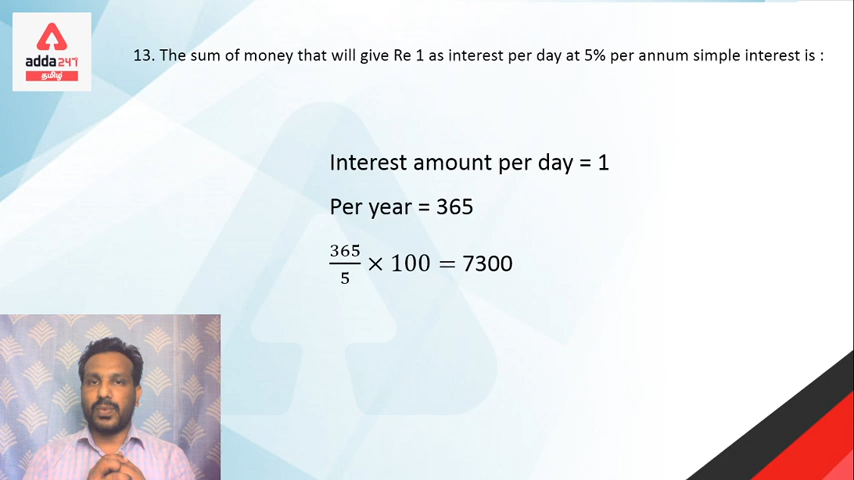 adda247
தமிழ்
13. The sum of money that will give Re 1 as interest per day at 5% per annum simple interest is :
Interest amount per day = 1
Per year = 365
365/5 × 100 = 7300